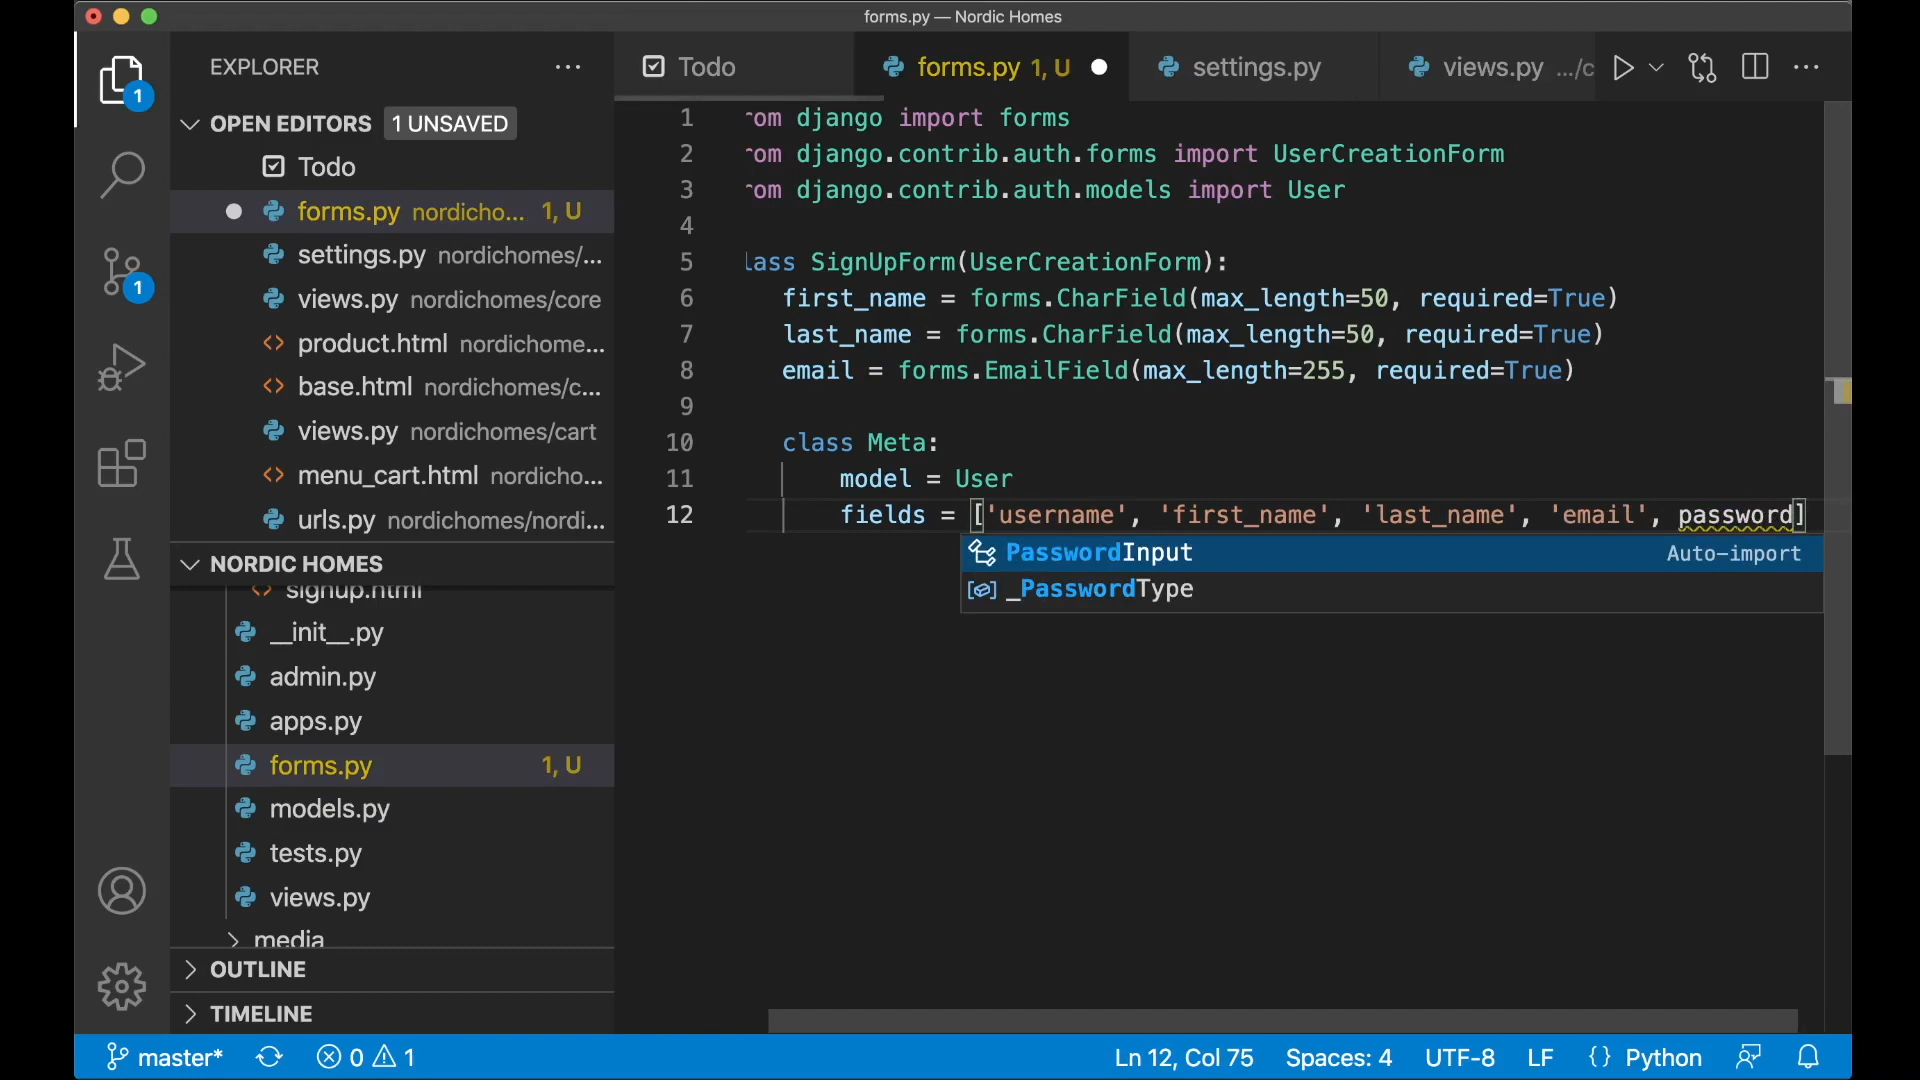 forms.py — Nordic Homes
EXPLORER
Todo
forms.py 1, U
settings.py
views.py .../c
1
OPEN EDITORS 1 UNSAVED
Todo
forms.py nordicho... 1, U
settings.py nordichomes/...
views.py nordichomes/core
product.html nordichome...
base.html nordichomes/c...
views.py nordichomes/cart
menu_cart.html nordicho...
urls.py nordichomes/nordi...
1
NORDIC HOMES
signup.html
__init__.py
admin.py
apps.py
forms.py 1, U
models.py
tests.py
views.py
media
OUTLINE
TIMELINE
1 rom django import forms
2 rom django.contrib.auth.forms import UserCreationForm
3 rom django.contrib.auth.models import User
4
5 lass SignUpForm(UserCreationForm):
6 first_name = forms.CharField(max_length=50, required=True)
7 last_name = forms.CharField(max_length=50, required=True)
8 email = forms.EmailField(max_length=255, required=True)
9
10 class Meta:
11 model = User
12 fields = ['username', 'first_name', 'last_name', 'email', password]
PasswordInput Auto-import
_PasswordType
master* 0 1 Ln 12, Col 75 Spaces: 4 UTF-8 LF {} Python